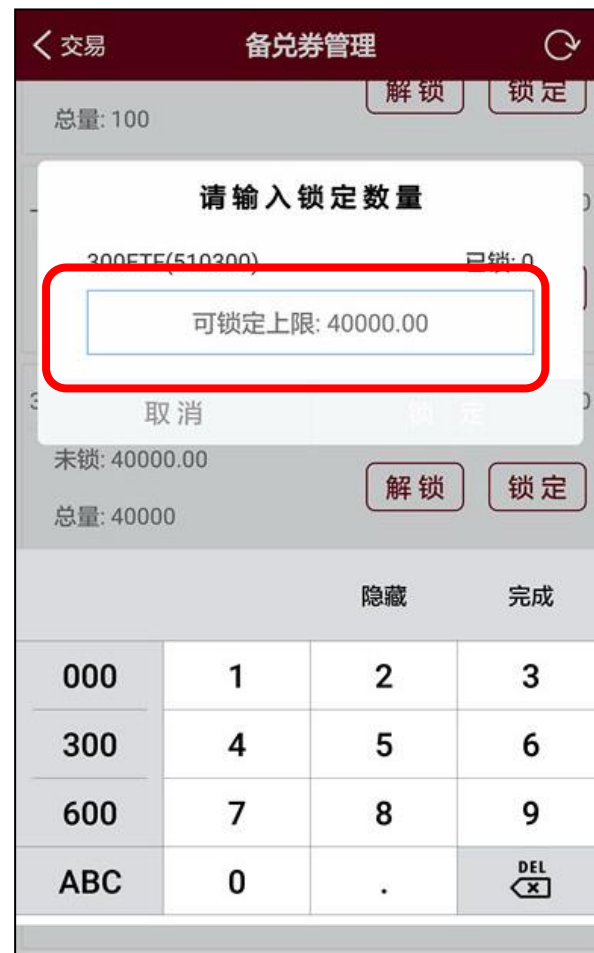 交易 备兑券管理
解锁 锁定
总量: 100
请输入锁定数量
300ETF(510300) 已锁: 0
可锁定上限: 40000.00
取消 锁 定
未锁: 40000.00
解锁 锁定
总量: 40000
隐藏 完成
000 1 2 3
300 4 5 6
600 7 8 9
ABC 0 . DEL